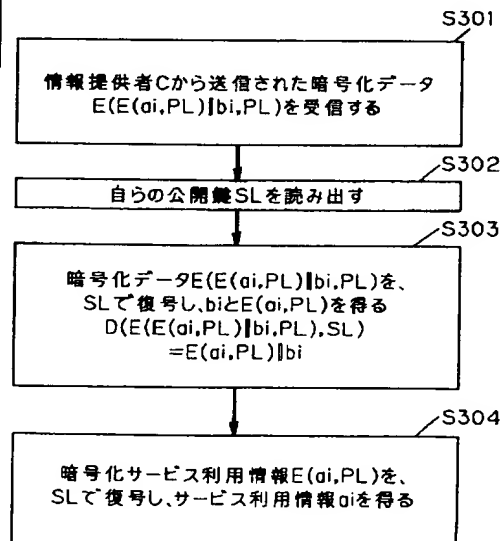 S301
情報提供者Cから送信された暗号化データ
E(E(ai,PL)‖bi,PL)を受信する
S302
自らの公開鍵SLを読み出す
S303
暗号化データE(E(ai,PL)‖bi,PL)を、
SLで復号し、biとE(ai,PL)を得る
D(E(E(ai,PL)‖bi,PL),SL)
=E(ai,PL)‖bi
S304
暗号化サービス利用情報E(ai,PL)を、
SLで復号し、サービス利用情報aiを得る